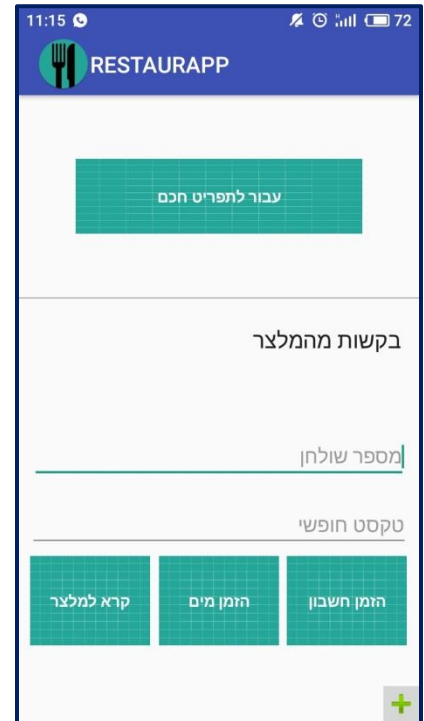 11:15 72
RESTAURAPP
עבור לתפריט חכם
בקשות מהמלצר
מספר שולחן
טקסט חופשי
הזמן חשבון הזמן מים קרא למלצר